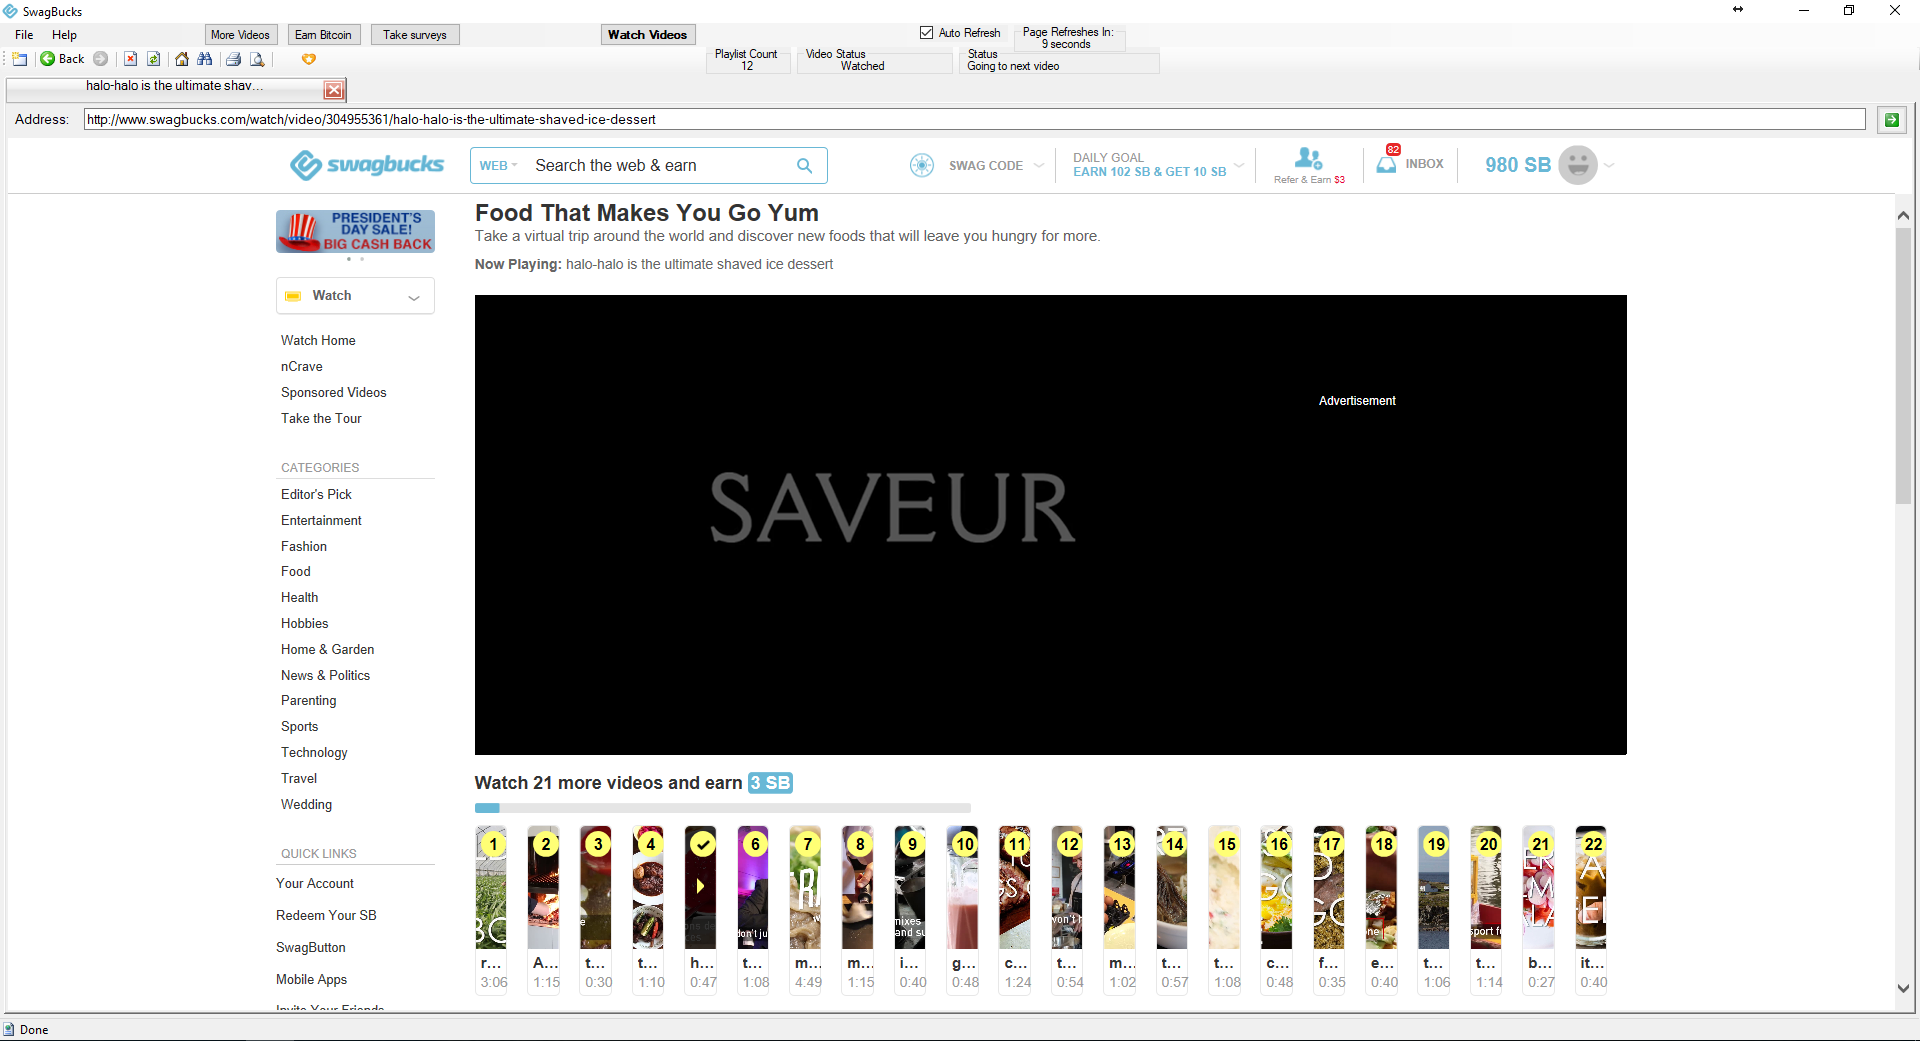 SwagBucks
File Help
More Videos
Earn Bitcoin
Take surveys
Watch Videos
Auto Refresh
Page Refreshes In:
9 seconds
Back
Playlist Count
12
Video Status
Watched
Status
Going to next video
halo-halo is the ultimate shav...
Address: http://www.swagbucks.com/watch/video/304955361/halo-halo-is-the-ultimate-shaved-ice-dessert
swagbucks
WEB
Search the web & earn
SWAG CODE
DAILY GOAL
EARN 102 SB & GET 10 SB
Refer & Earn $3
82
INBOX
980 SB
PRESIDENT'S
DAY SALE!
BIG CASH BACK
Watch
Watch Home
nCrave
Sponsored Videos
Take the Tour
CATEGORIES
Editor's Pick
Entertainment
Fashion
Food
Health
Hobbies
Home & Garden
News & Politics
Parenting
Sports
Technology
Travel
Wedding
QUICK LINKS
Your Account
Redeem Your SB
SwagButton
Mobile Apps
Invite Your Friends
Food That Makes You Go Yum
Take a virtual trip around the world and discover new foods that will leave you hungry for more.
Now Playing: halo-halo is the ultimate shaved ice dessert
SAVEUR
Advertisement
Watch 21 more videos and earn 3 SB
1 2 3 4 6 7 8 9 10 11 12 13 14 15 16 17 18 19 20 21 22
r... A... t... t... h... t... m... m... i... g... c... t... m... t... t... c... f... e... t... t... b... it...
3:06 1:15 0:30 1:10 0:47 1:08 4:49 1:15 0:40 0:48 1:24 0:54 1:02 0:57 1:08 0:48 0:35 0:40 1:06 1:14 0:27 0:40
Done